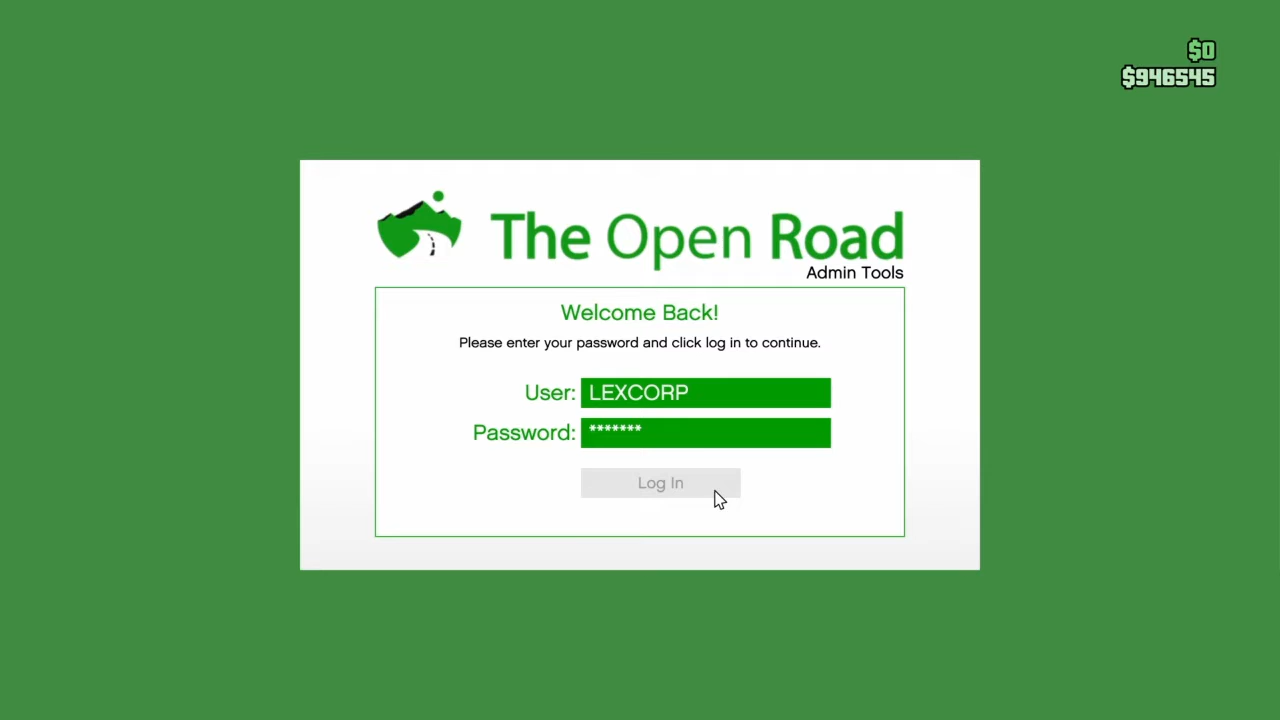 $0
$946545
The Open Road
Admin Tools
Welcome Back!
Please enter your password and click log in to continue.
User: LEXCORP
Password: *******
Log In